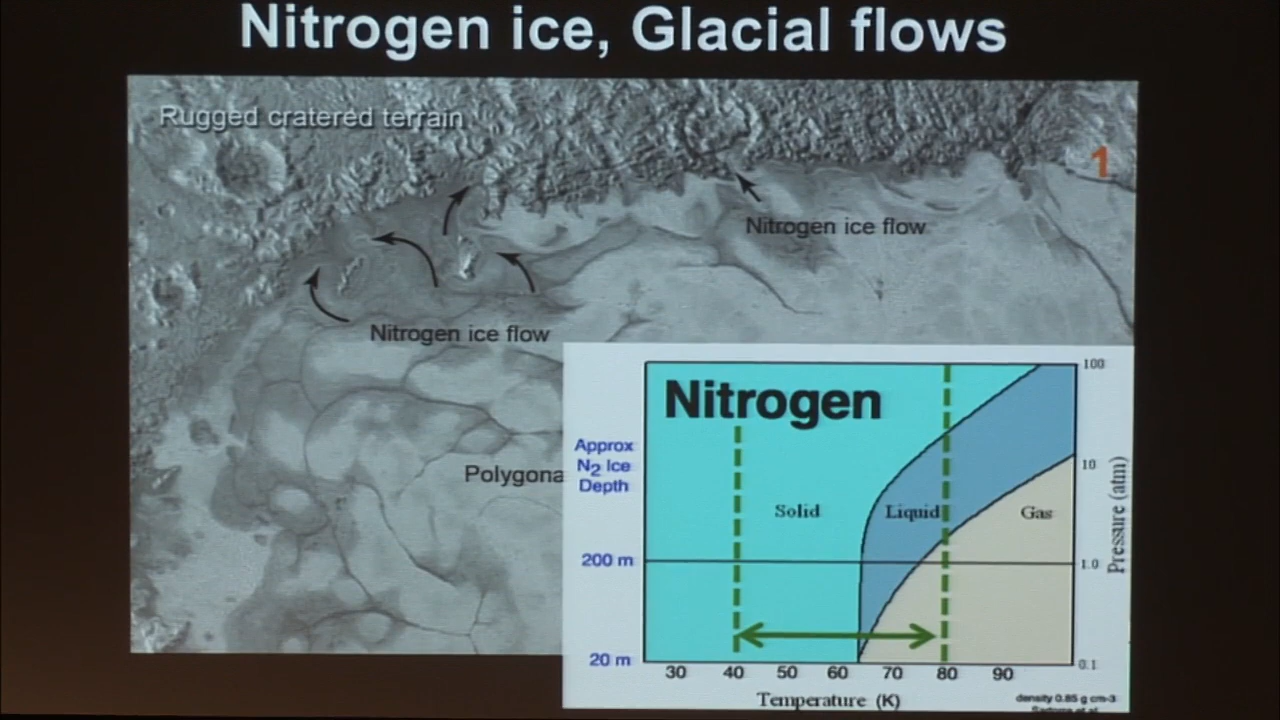 Nitrogen ice, Glacial flows
Rugged cratered terrain
1
Nitrogen ice flow
Nitrogen ice flow
Polygona
Nitrogen
100
Approx
N2 Ice
Depth
10
Solid
Liquid
Gas
Pressure (atm)
200 m
1.0
20 m
0.1
30 40 50 60 70 80 90
Temperature (K)
density 0.85 g cm-3